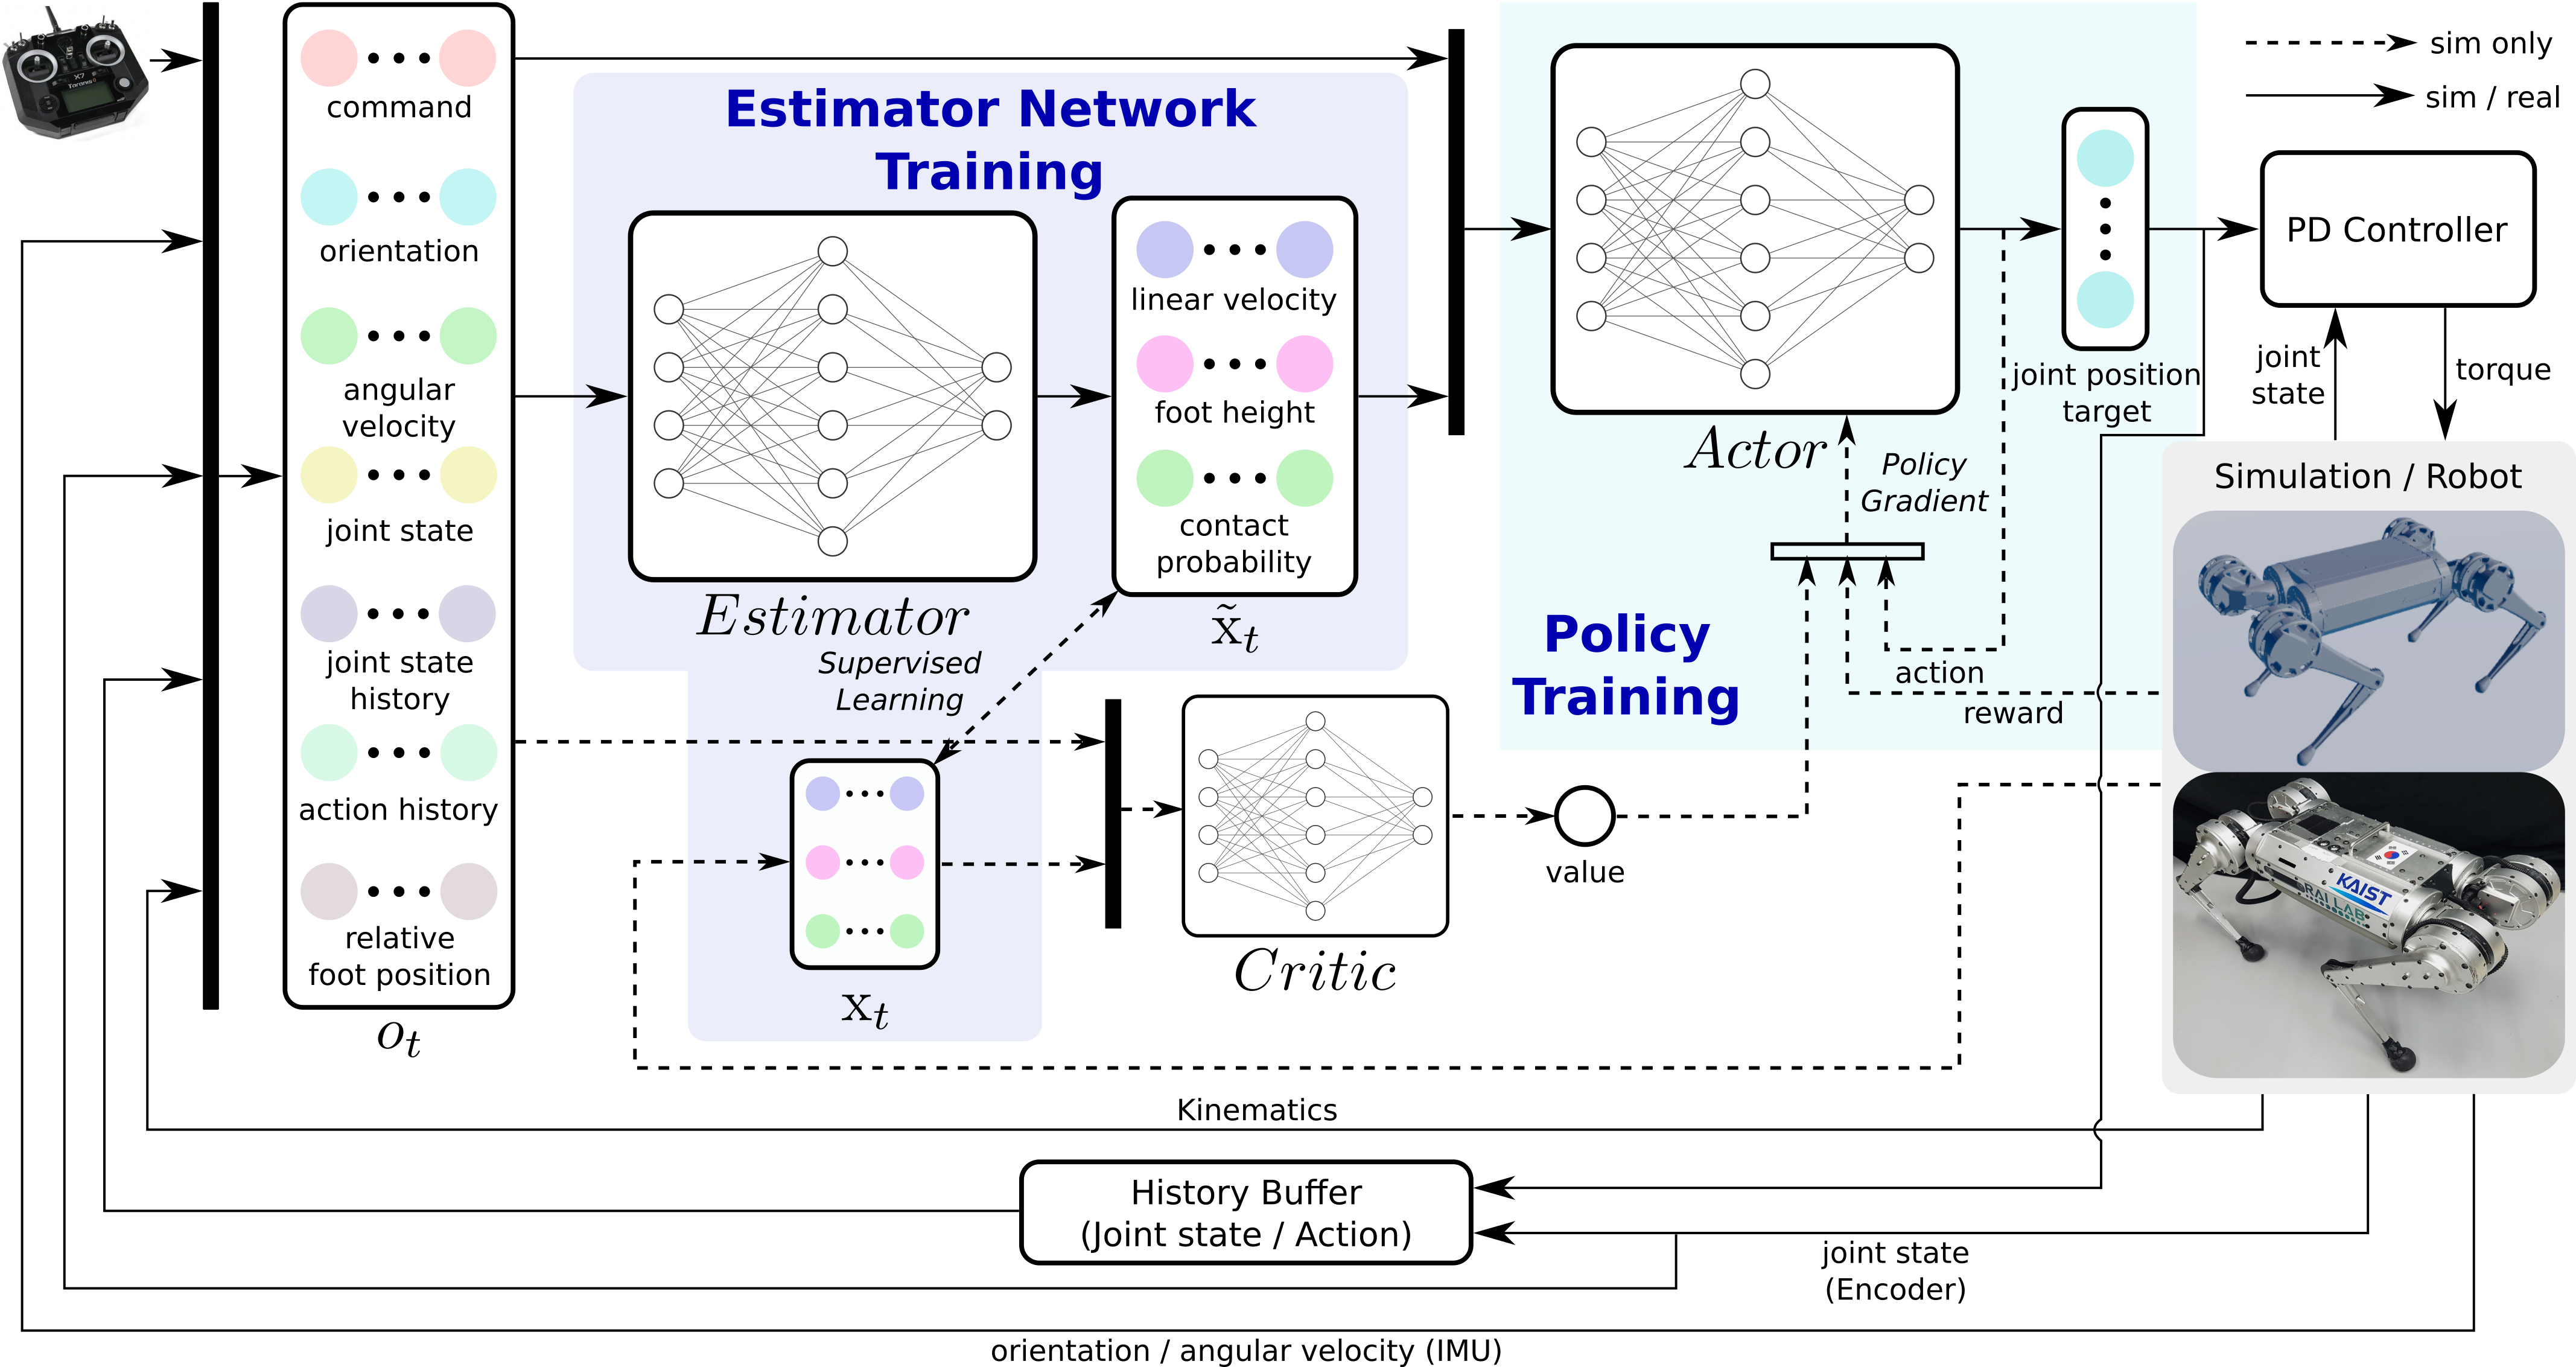 X7
Taranis
command
orientation
angular
velocity
joint state
joint state
history
action history
relative
foot position
o_t
Estimator Network
Training
Estimator
linear velocity
foot height
contact
probability
x̃_t
Supervised
Learning
x_t
Critic
value
Actor
Policy
Gradient
Policy
Training
action
reward
joint position
target
sim only
sim / real
PD Controller
joint
state
torque
Simulation / Robot
KAIST
RAI LAB
Kinematics
History Buffer
(Joint state / Action)
joint state
(Encoder)
orientation / angular velocity (IMU)